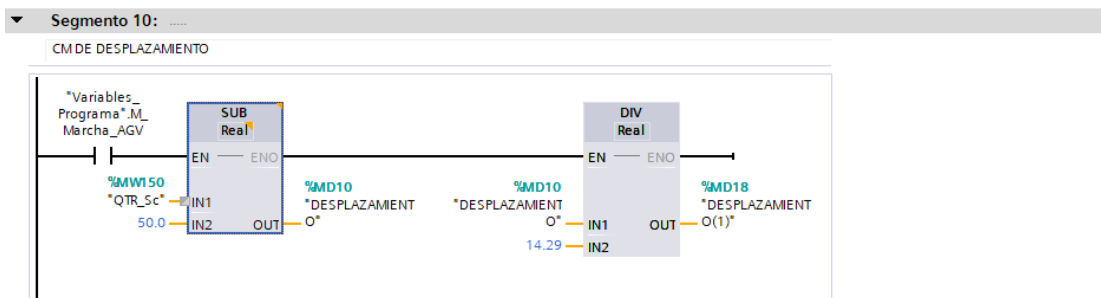 Segmento 10: .....
CM DE DESPLAZAMIENTO
"Variables_
Programa".M_
Marcha_AGV
SUB
Real
EN
ENO
%MW150
"QTR_Sc"
IN1
50.0
IN2
OUT
%MD10
"DESPLAZAMIENT
O"
DIV
Real
EN
ENO
%MD10
"DESPLAZAMIENT
O"
IN1
14.29
IN2
OUT
%MD18
"DESPLAZAMIENT
O(1)"